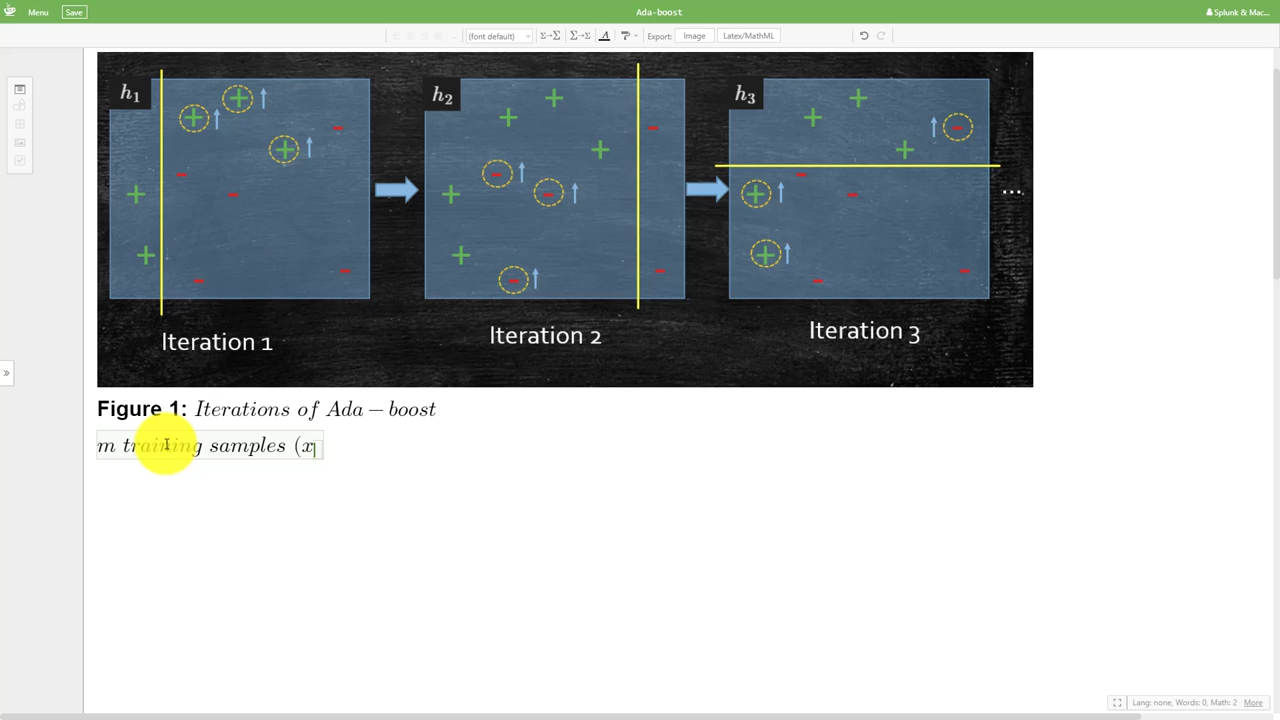 Menu Save Ada-boost Splunk & Mac...
(font default) Σ→Σ Σ→Σ A Export: Image Latex/MathML
h₁ h₂ h₃
...
Iteration 1 Iteration 2 Iteration 3
Figure 1: Iterations of Ada − boost
m training samples (x
Lang: none, Words: 0, Math: 2 More